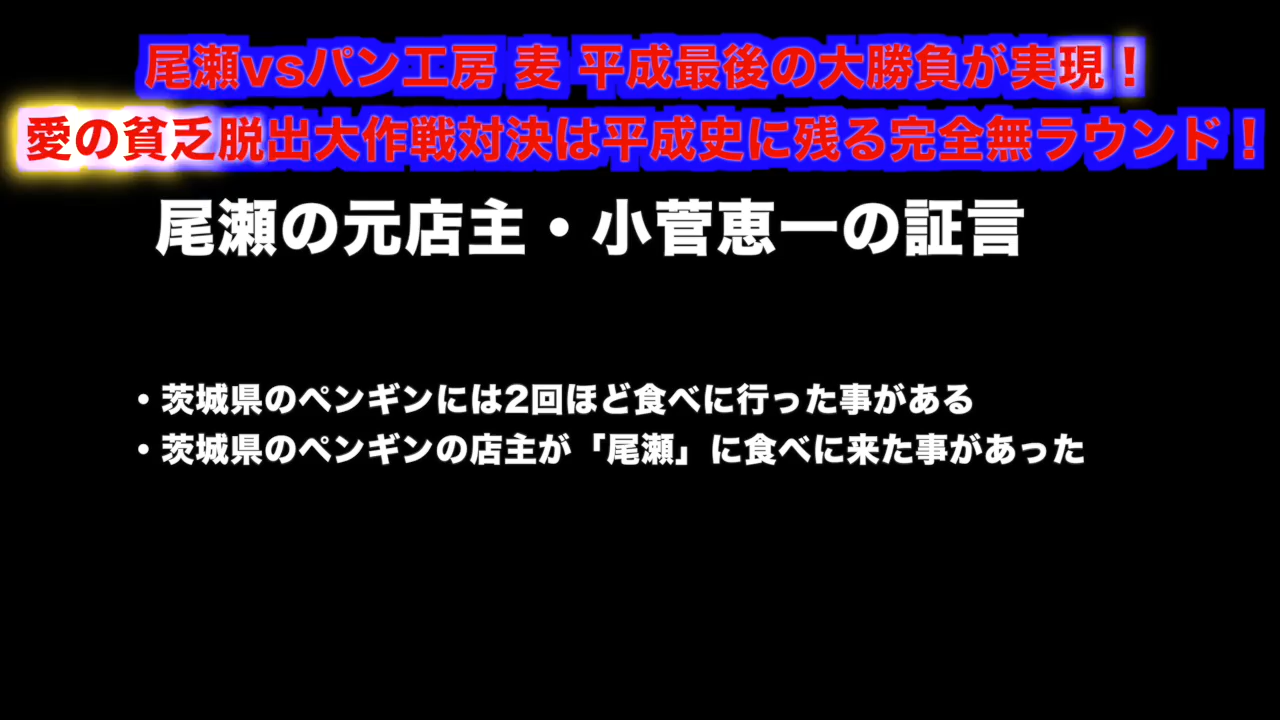 尾瀬vsパン工房 麦 平成最後の大勝負が実現！
愛の貧乏脱出大作戦対決は平成史に残る完全無ラウンド！
尾瀬の元店主・小菅恵一の証言
・茨城県のペンギンには2回ほど食べに行った事がある
・茨城県のペンギンの店主が「尾瀬」に食べに来た事があった